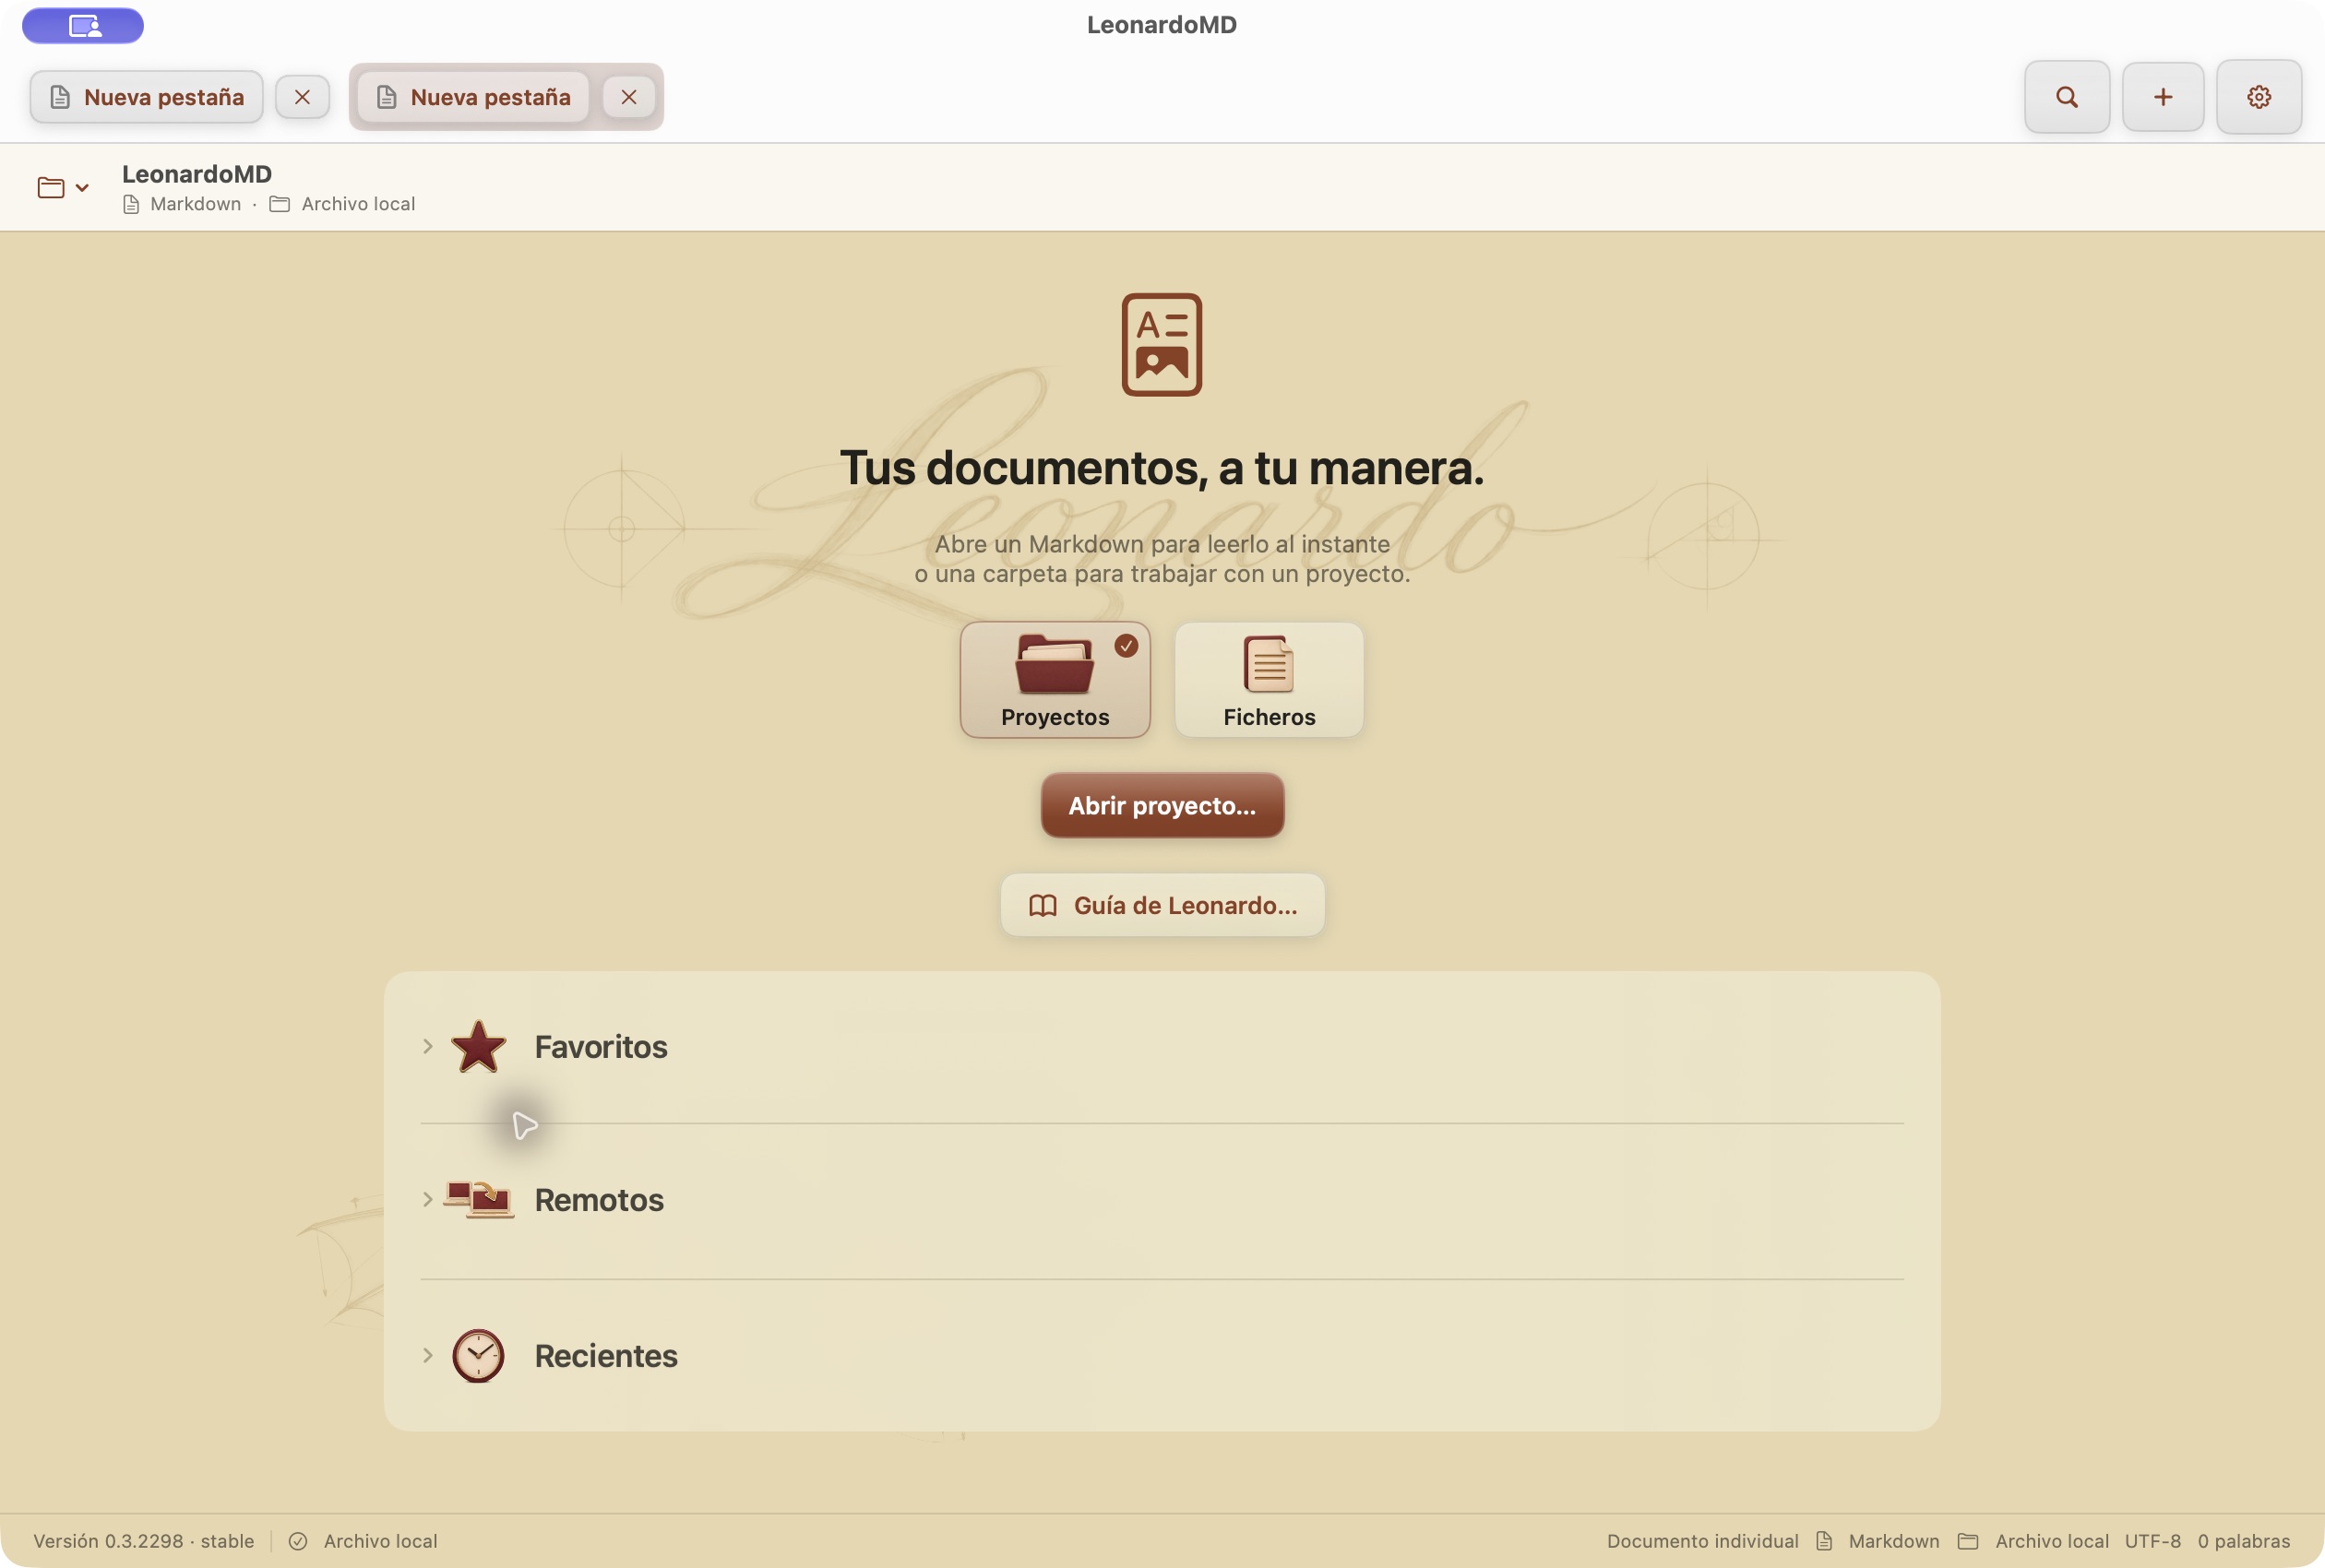 LeonardoMD
Nueva pestaña
Nueva pestaña
LeonardoMD
Markdown · Archivo local
A
Leonardo
Tus documentos, a tu manera.
Abre un Markdown para leerlo al instante
o una carpeta para trabajar con un proyecto.
Proyectos
Ficheros
Abrir proyecto...
Guía de Leonardo...
Favoritos
Remotos
Recientes
Versión 0.3.2298 · stable
Archivo local
Documento individual
Markdown
Archivo local
UTF-8
0 palabras